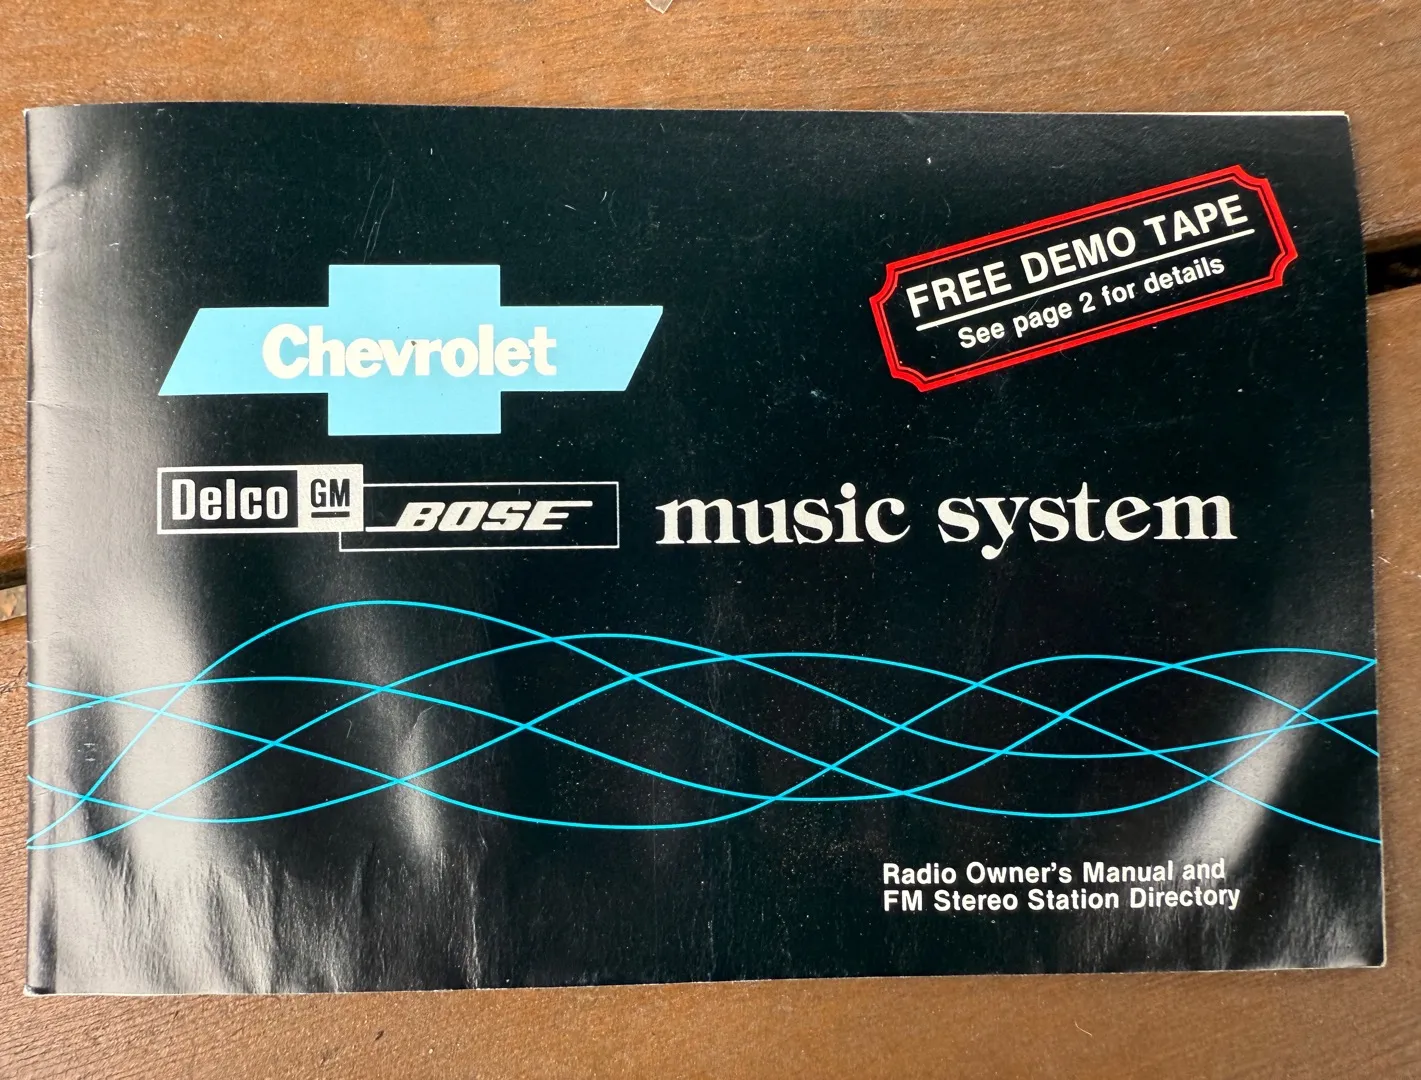 FREE DEMO TAPE
See page 2 for details
Chevrolet
Delco GM BOSE music system
Radio Owner's Manual and
FM Stereo Station Directory